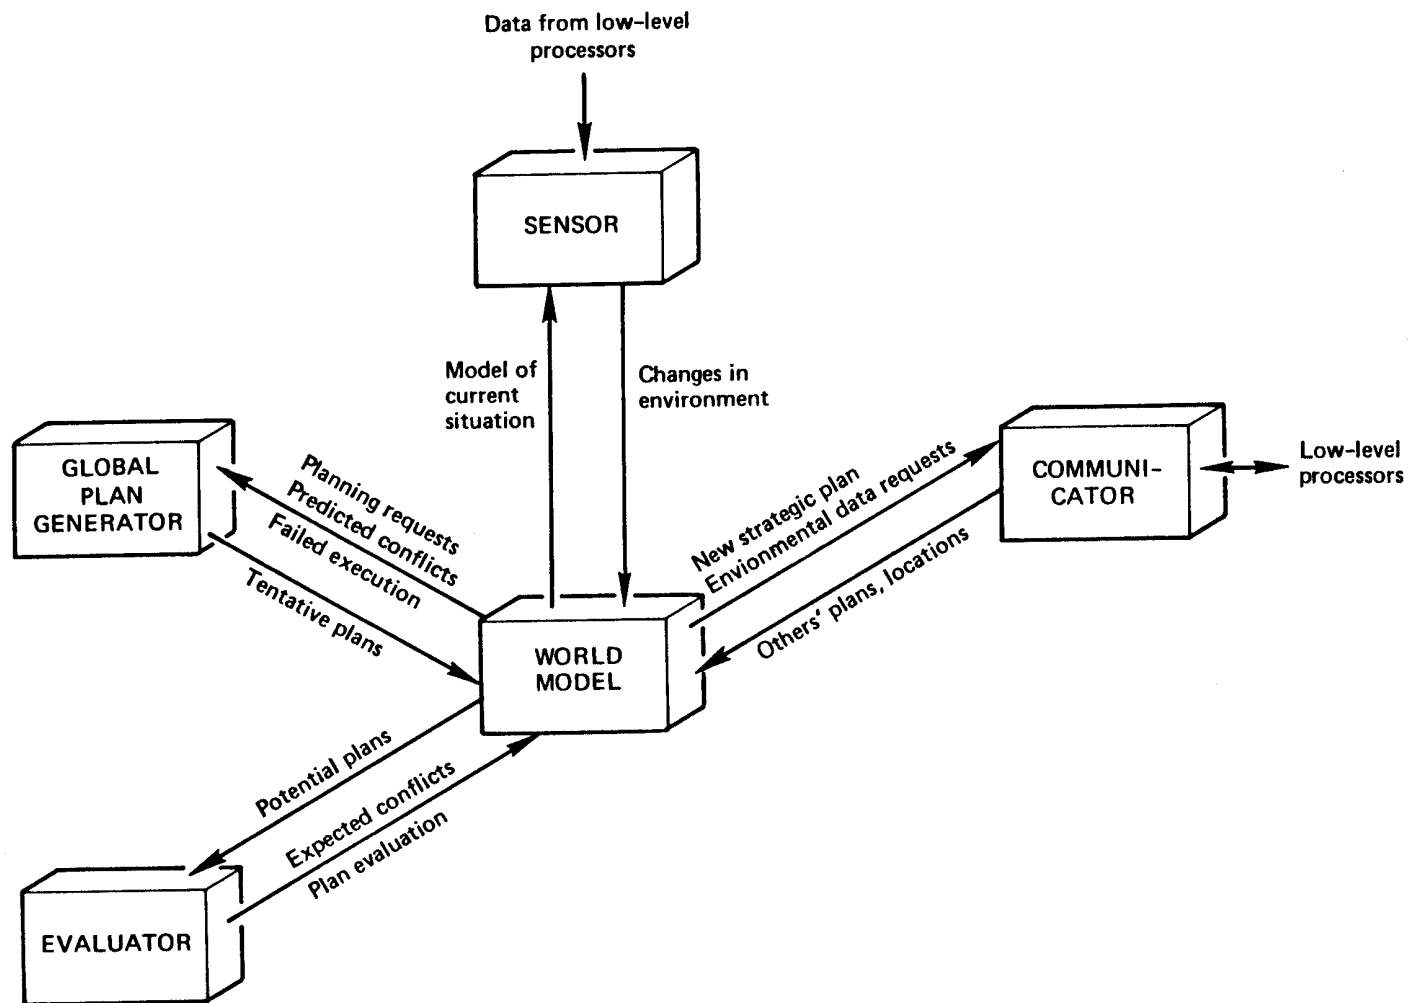 Data from low-level
processors
SENSOR
Model of
current
situation
Changes in
environment
GLOBAL
PLAN
GENERATOR
Planning requests
Predicted conflicts
Failed execution
Tentative plans
New strategic plan
Envionmental data requests
Others' plans, locations
COMMUNI-
CATOR
Low-level
processors
WORLD
MODEL
Potential plans
Expected conflicts
Plan evaluation
EVALUATOR